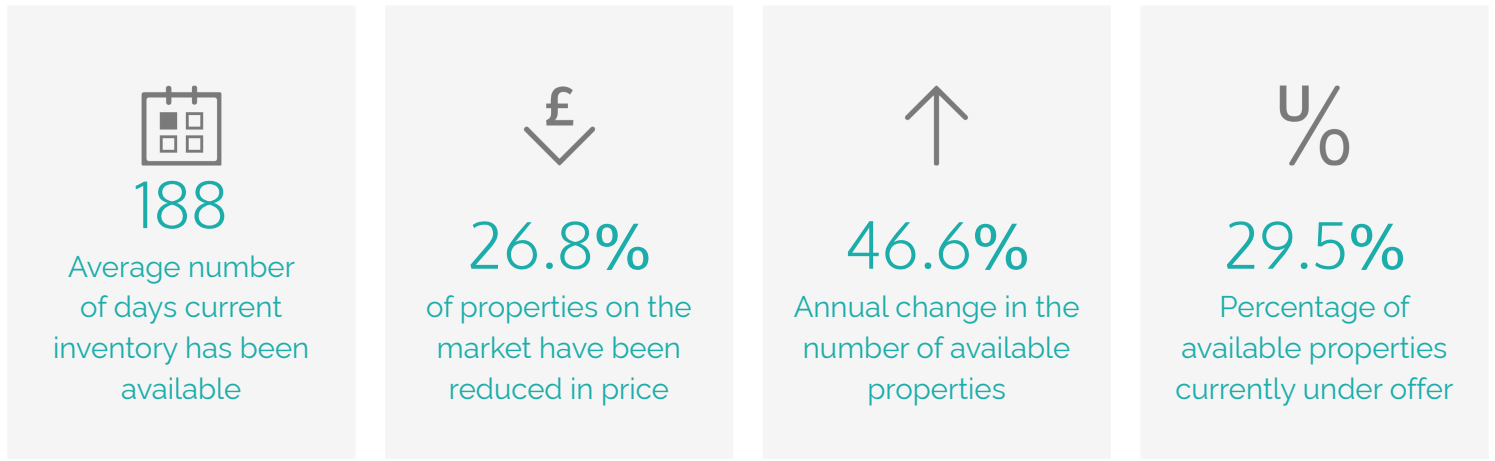 188
Average number
of days current
inventory has been
available
£
26.8%
of properties on the
market have been
reduced in price
46.6%
Annual change in the
number of available
properties
U/O
29.5%
Percentage of
available properties
currently under offer